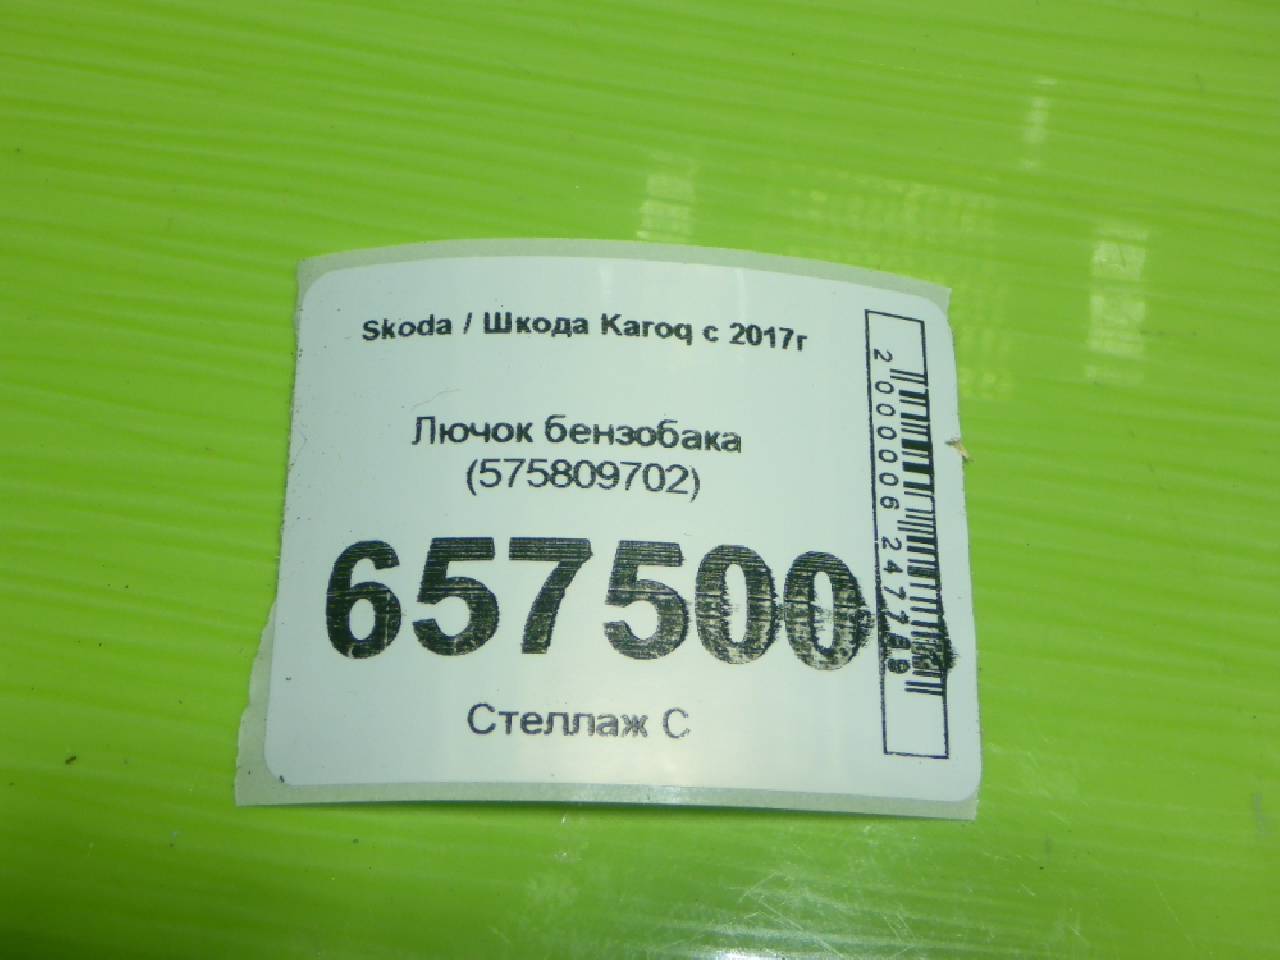 Skoda / Шкода Karoq с 2017г
Лючок бензобака
(575809702)
657500
Стеллаж С